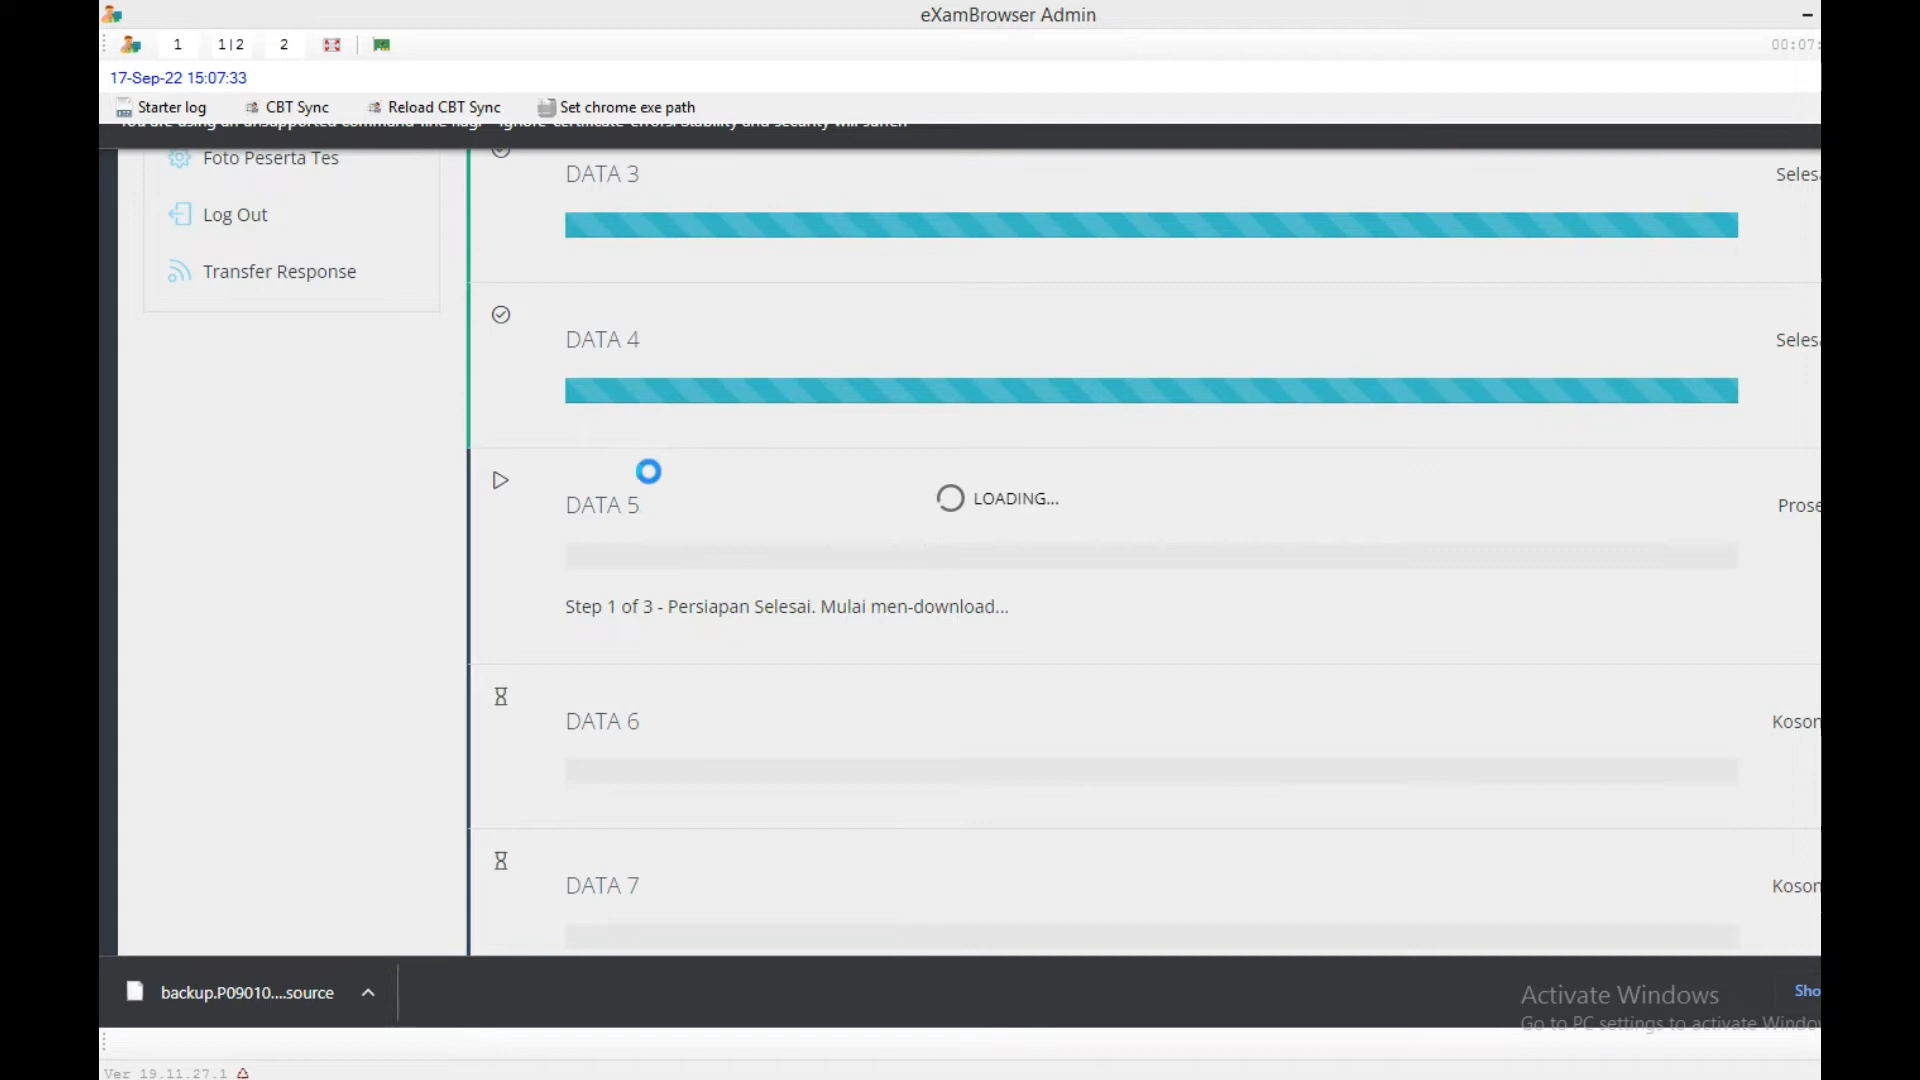 eXamBrowser Admin
1 1|2 2 00:07:
17-Sep-22 15:07:33
Starter log CBT Sync Reload CBT Sync Set chrome exe path
Foto Peserta Tes
Log Out
Transfer Response
DATA 3 Seles
DATA 4 Seles
DATA 5 Prose
LOADING...
Step 1 of 3 - Persiapan Selesai. Mulai men-download...
DATA 6 Koson
DATA 7 Koson
backup.P09010....source
Sho
Activate Windows
Go to PC settings to activate Window
Ver 19.11.27.1